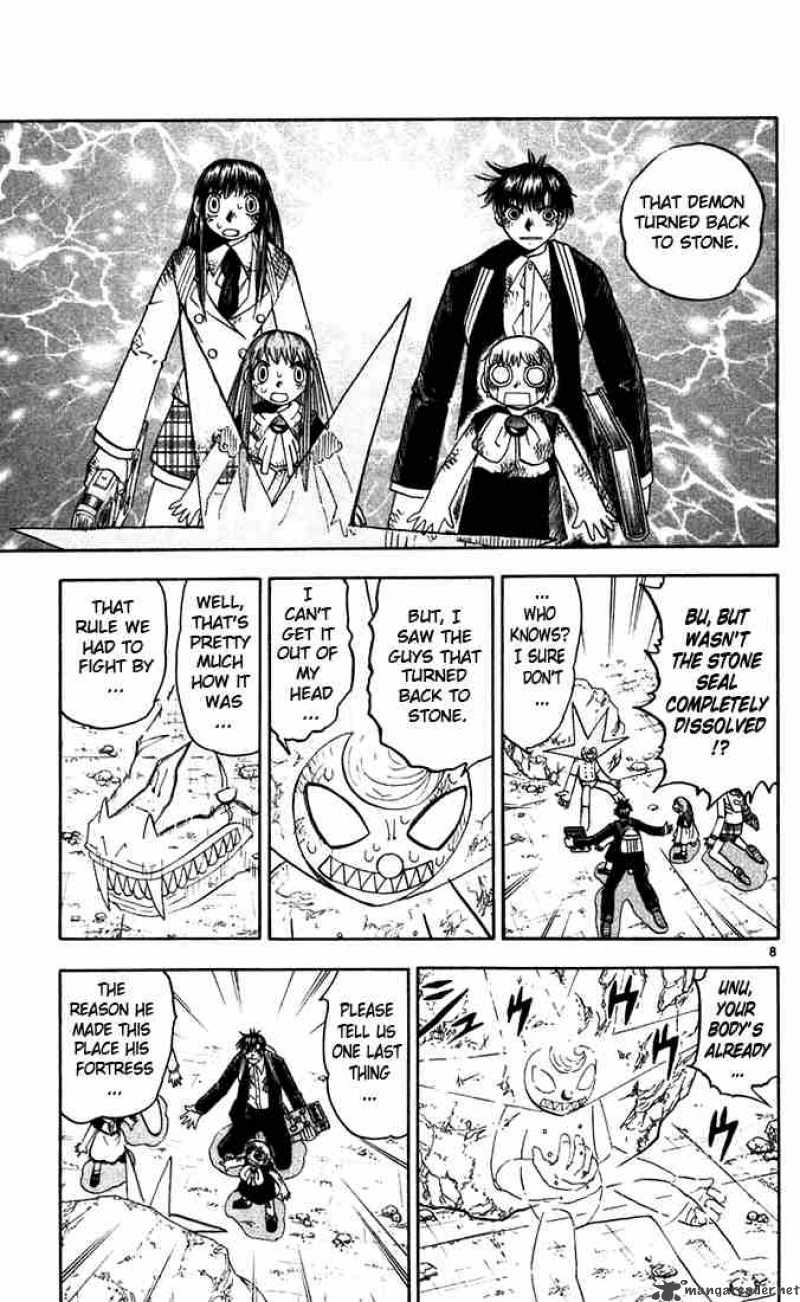 THAT DEMON
TURNED BACK
TO STONE.
BU, BUT
WASN'T
THE STONE
SEAL
COMPLETELY
DISSOLVED
!?
...
WHO
KNOWS?
I SURE
DON'T
...
BUT, I
SAW THE
GUYS THAT
TURNED
BACK TO
STONE.
I
CAN'T
GET IT
OUT OF
MY
HEAD
...
WELL,
THAT'S
PRETTY
MUCH
HOW IT
WAS
...
THAT
RULE WE
HAD TO
FIGHT BY
...
8
UNU,
YOUR
BODY'S
ALREADY
...
PLEASE
TELL US
ONE LAST
THING
...
THE
REASON HE
MADE THIS
PLACE HIS
FORTRESS
...
mangareader.net